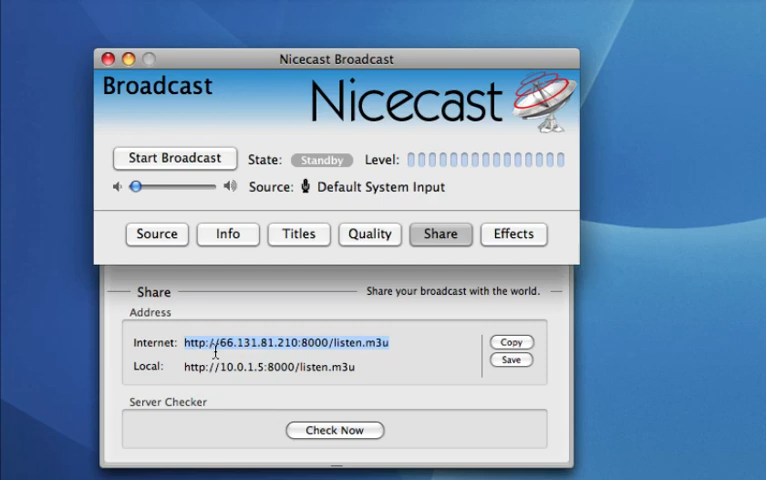 Nicecast Broadcast
Broadcast
Nicecast
Start Broadcast State: Standby Level:
Source: Default System Input
Source Info Titles Quality Share Effects
Share Share your broadcast with the world.
Address
Internet: http://66.131.81.210:8000/listen.m3u Copy
Save
Local: http://10.0.1.5:8000/listen.m3u
Server Checker
Check Now